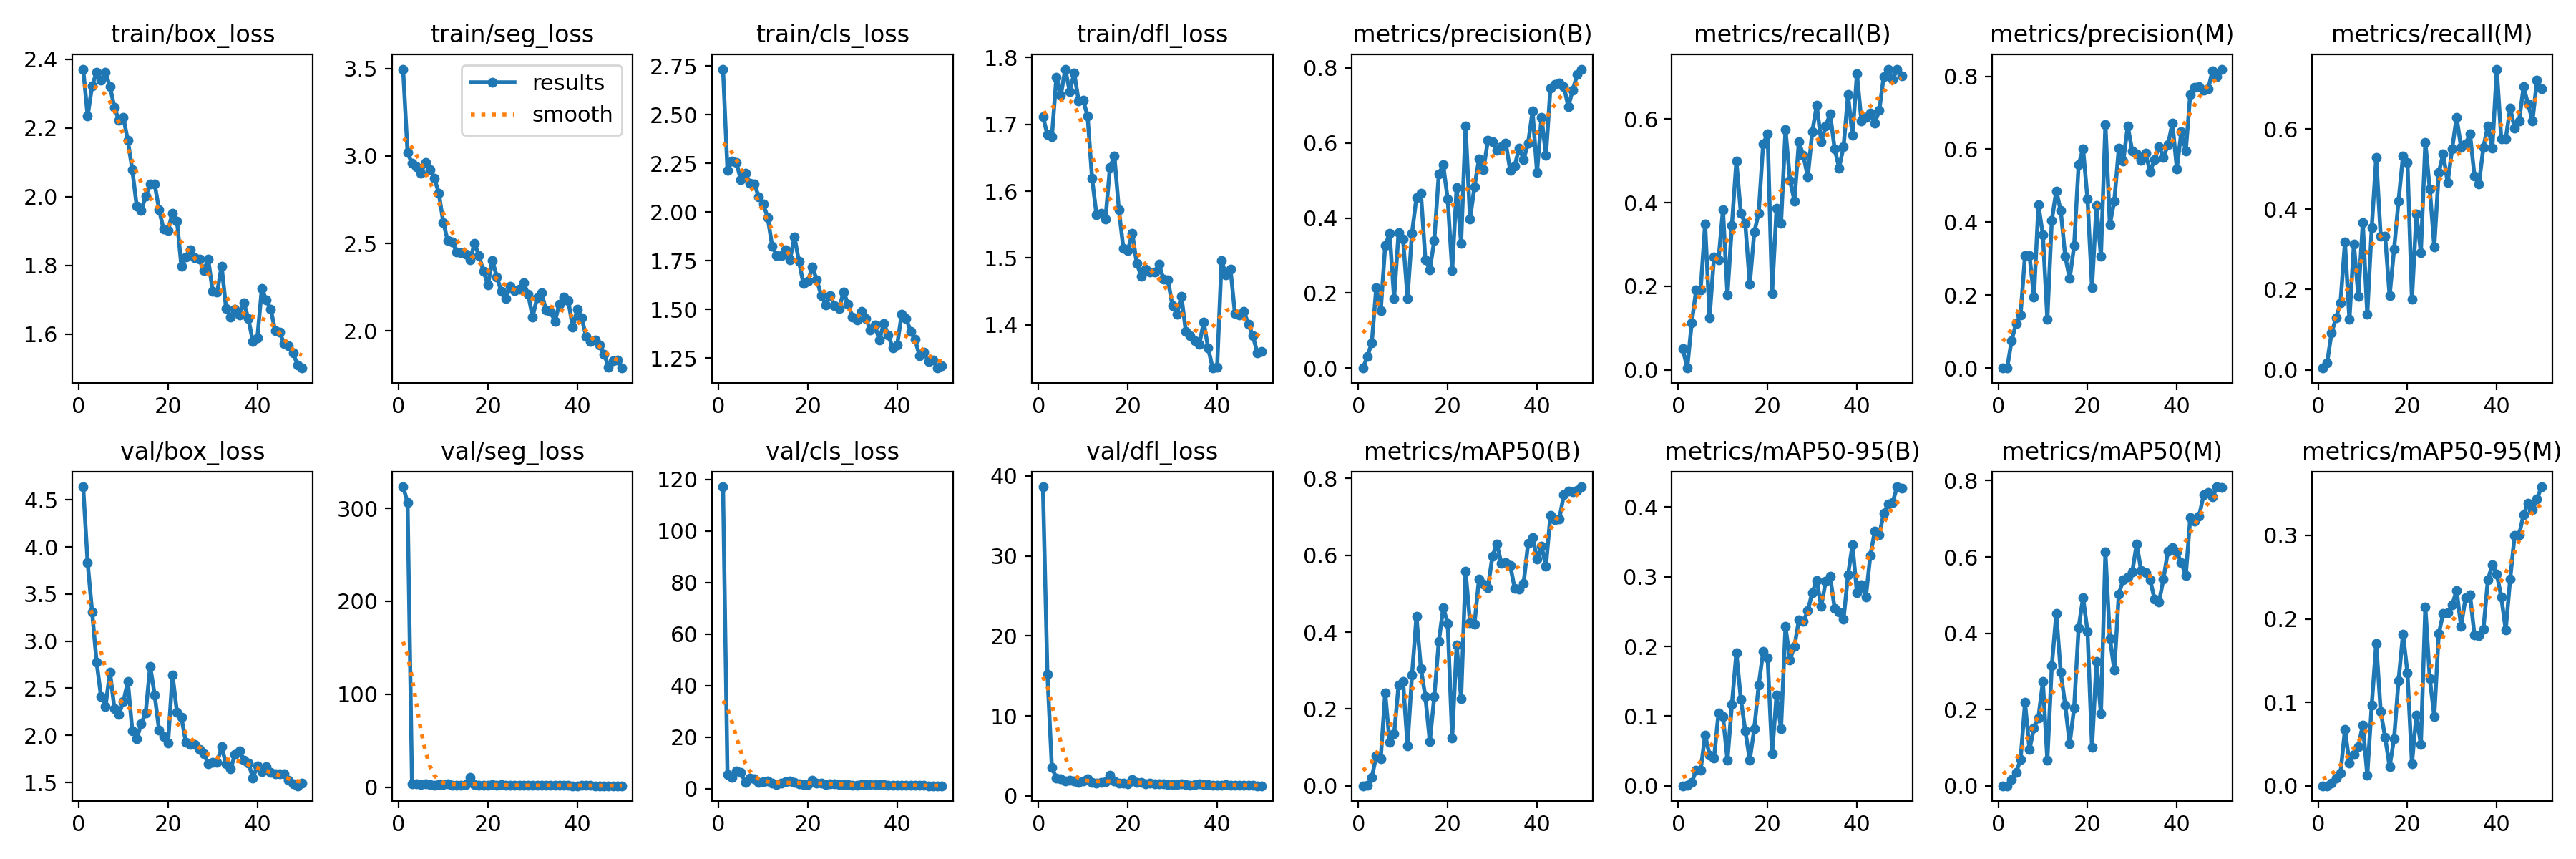 train/box_loss
2.4
2.2
2.0
1.8
1.6
0 20 40
train/seg_loss
results
smooth
3.5
3.0
2.5
2.0
0 20 40
train/cls_loss
2.75
2.50
2.25
2.00
1.75
1.50
1.25
0 20 40
train/dfl_loss
1.8
1.7
1.6
1.5
1.4
0 20 40
metrics/precision(B)
0.8
0.6
0.4
0.2
0.0
0 20 40
metrics/recall(B)
0.6
0.4
0.2
0.0
0 20 40
metrics/precision(M)
0.8
0.6
0.4
0.2
0.0
0 20 40
metrics/recall(M)
0.6
0.4
0.2
0.0
0 20 40
val/box_loss
4.5
4.0
3.5
3.0
2.5
2.0
1.5
0 20 40
val/seg_loss
300
200
100
0
0 20 40
val/cls_loss
120
100
80
60
40
20
0
0 20 40
val/dfl_loss
40
30
20
10
0
0 20 40
metrics/mAP50(B)
0.8
0.6
0.4
0.2
0.0
0 20 40
metrics/mAP50-95(B)
0.4
0.3
0.2
0.1
0.0
0 20 40
metrics/mAP50(M)
0.8
0.6
0.4
0.2
0.0
0 20 40
metrics/mAP50-95(M)
0.3
0.2
0.1
0.0
0 20 40